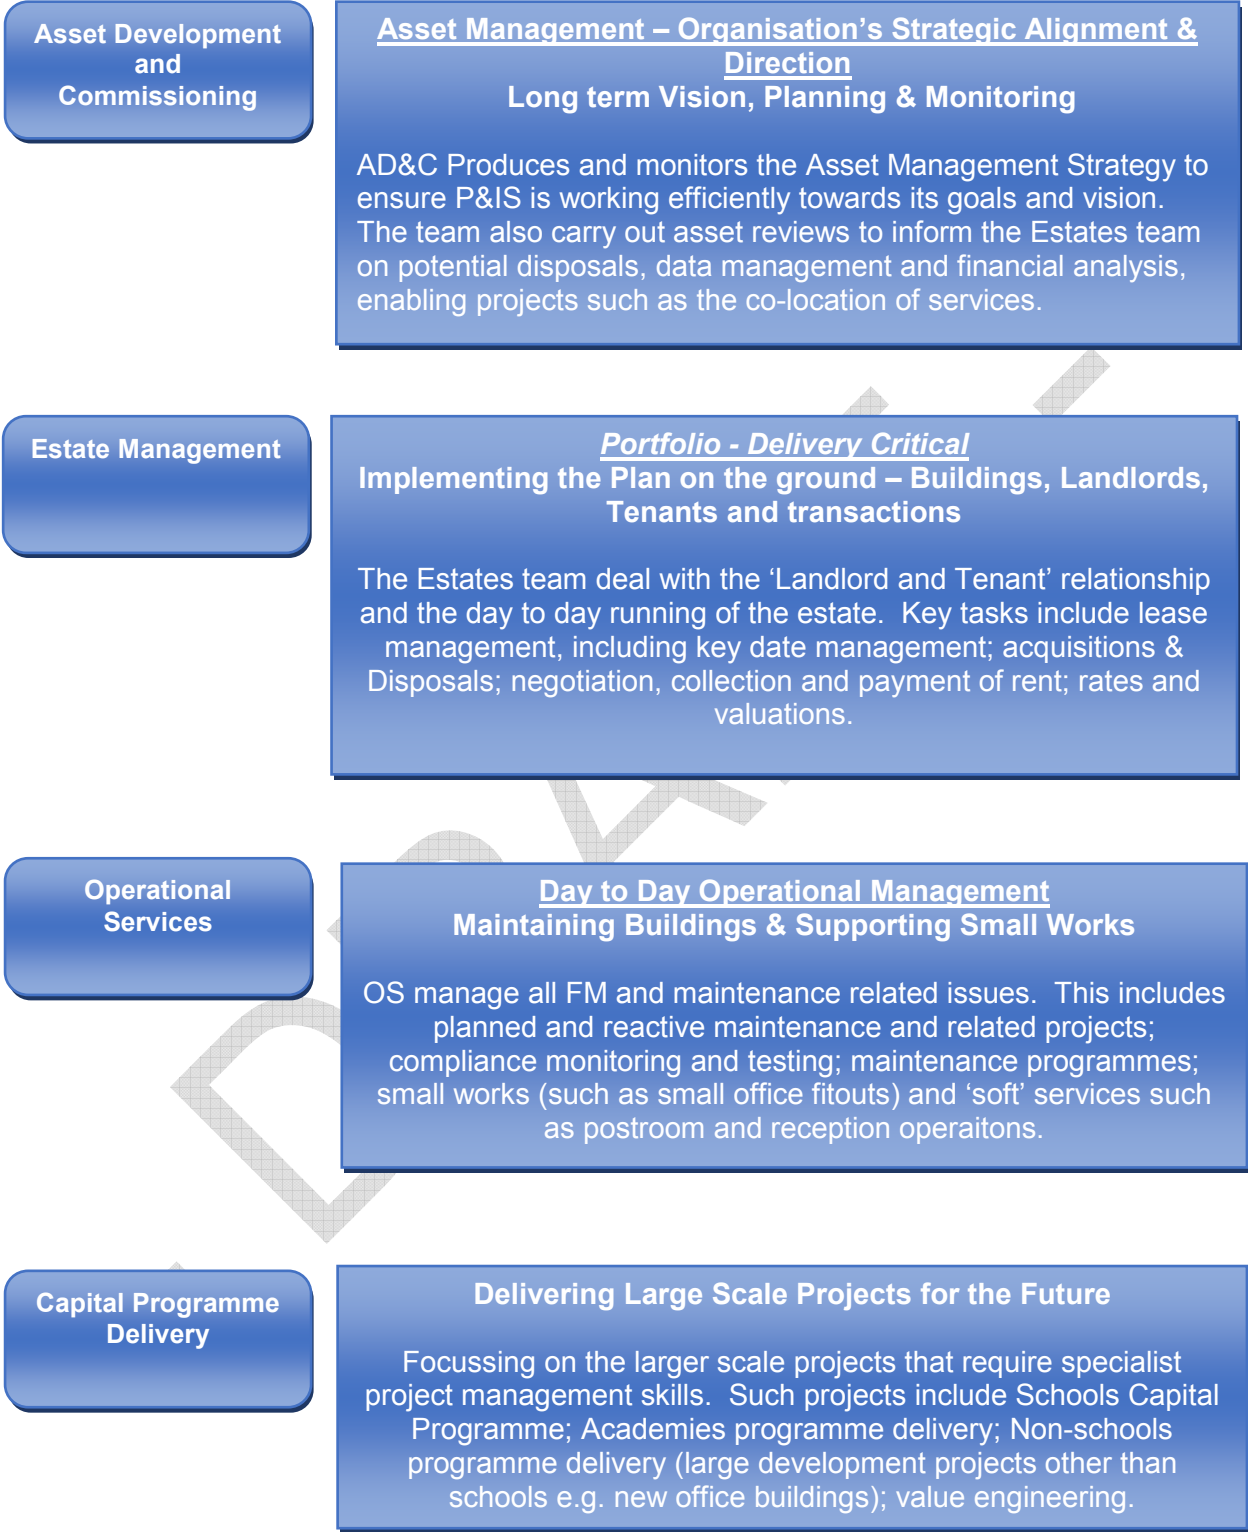 Asset Development
and
Commissioning
Asset Management – Organisation’s Strategic Alignment &
Direction
Long term Vision, Planning & Monitoring
AD&C Produces and monitors the Asset Management Strategy to
ensure P&IS is working efficiently towards its goals and vision.
The team also carry out asset reviews to inform the Estates team
on potential disposals, data management and financial analysis,
enabling projects such as the co-location of services.
Estate Management
Portfolio - Delivery Critical
Implementing the Plan on the ground – Buildings, Landlords,
Tenants and transactions
The Estates team deal with the ‘Landlord and Tenant’ relationship
and the day to day running of the estate.  Key tasks include lease
management, including key date management; acquisitions &
Disposals; negotiation, collection and payment of rent; rates and
valuations.
Operational
Services
Day to Day Operational Management
Maintaining Buildings & Supporting Small Works
OS manage all FM and maintenance related issues.  This includes
planned and reactive maintenance and related projects;
compliance monitoring and testing; maintenance programmes;
small works (such as small office fitouts) and ‘soft’ services such
as postroom and reception operaitons.
Capital Programme
Delivery
Delivering Large Scale Projects for the Future
Focussing on the larger scale projects that require specialist
project management skills.  Such projects include Schools Capital
Programme; Academies programme delivery; Non-schools
programme delivery (large development projects other than
schools e.g. new office buildings); value engineering.